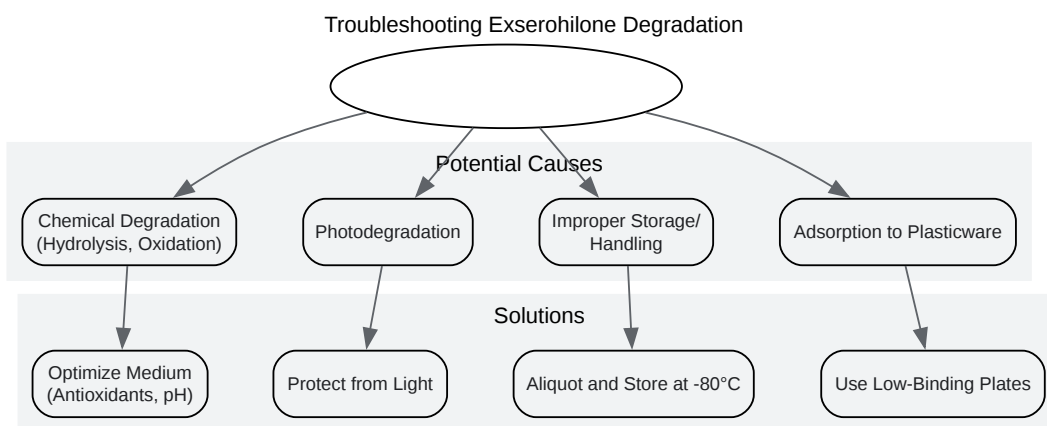 Troubleshooting Exserohilone Degradation
Potential Causes
Chemical Degradation
(Hydrolysis, Oxidation)
Photodegradation
Improper Storage/
Handling
Adsorption to Plasticware
Solutions
Optimize Medium
(Antioxidants, pH)
Protect from Light
Aliquot and Store at -80°C
Use Low-Binding Plates